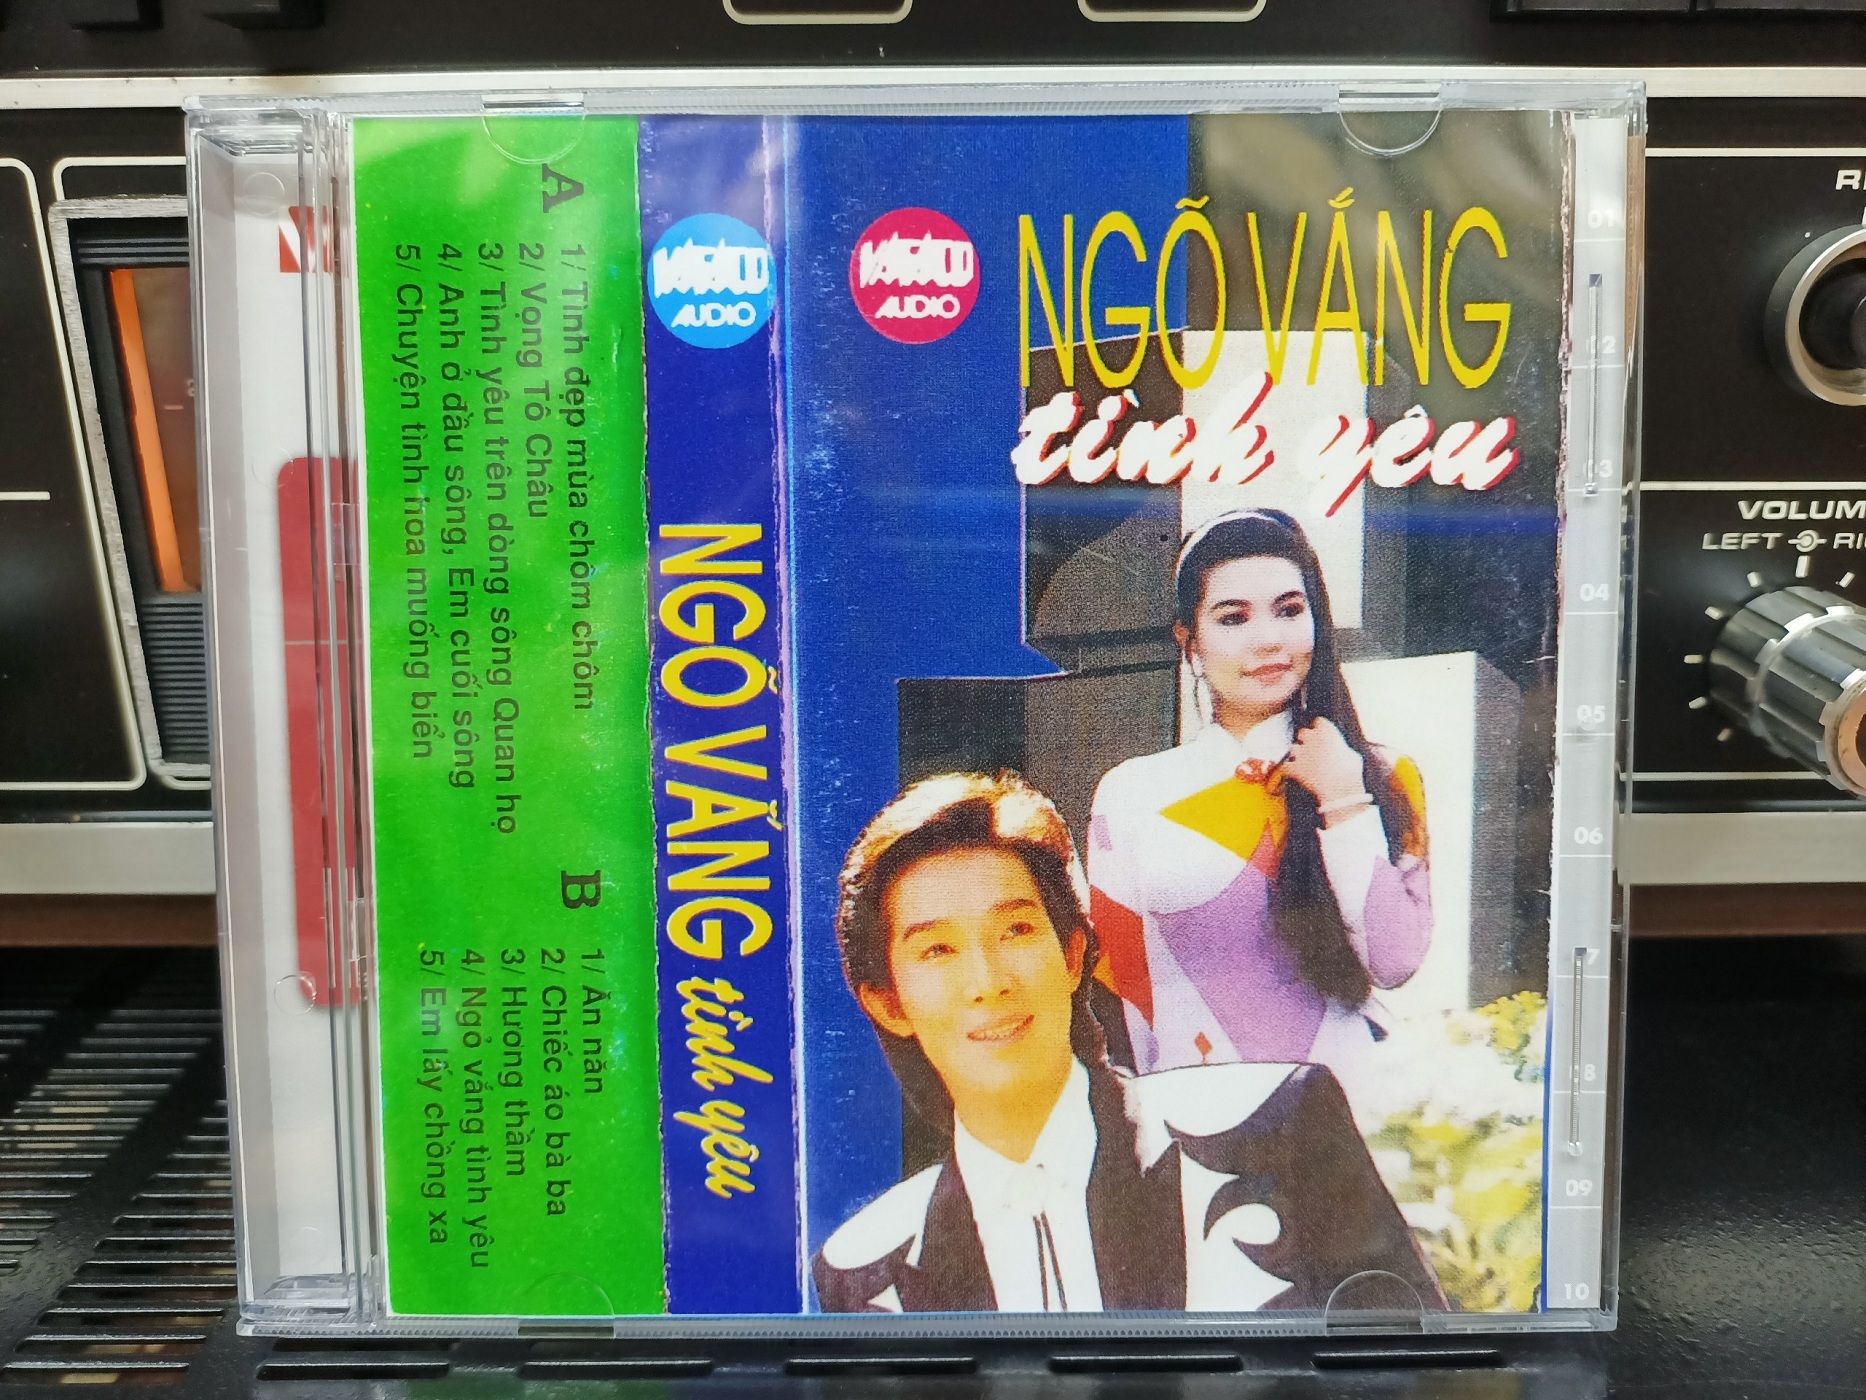 A
1/ Tình đẹp mùa chôm chôm
2/ Vọng Tô Châu
3/ Tình yêu trên dòng sông Quan họ
4/ Anh ở đầu sông, Em cuối sông
5/ Chuyện tình hoa muống biển
B
1/ Ăn năn
2/ Chiếc áo bà ba
3/ Hương thầm
4/ Ngỏ vắng tình yêu
5/ Em lấy chồng xa
AUDIO
NGÕ VẮNG tình yêu
AUDIO
NGÕ VẮNG
tình yêu
01
02
03
04
05
06
07
08
09
10
LEFT